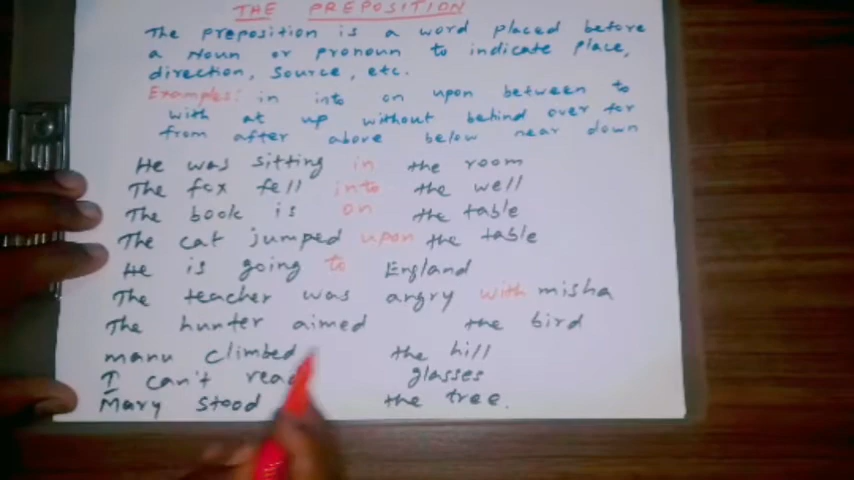 THE PREPOSITION
The preposition is a word placed before
a Noun or pronoun to indicate place,
direction, source, etc.
Examples: in into on upon between to
with at up without behind over for
from after above below near down
He was sitting in the room
The fox fell into the well
The book is on the table
The cat jumped upon the table
He is going to England
The teacher was angry with misha
The hunter aimed the bird
manu climbed the hill
I can't read glasses
Mary stood the tree.